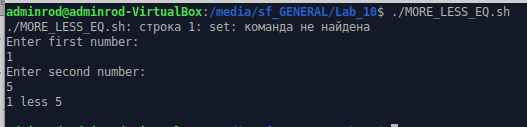 adminrod@adminrod-VirtualBox:/media/sf_GENERAL/Lab_10$ ./MORE_LESS_EQ.sh
./MORE_LESS_EQ.sh: строка 1: set: команда не найдена
Enter first number:
1
Enter second number:
5
1 less 5